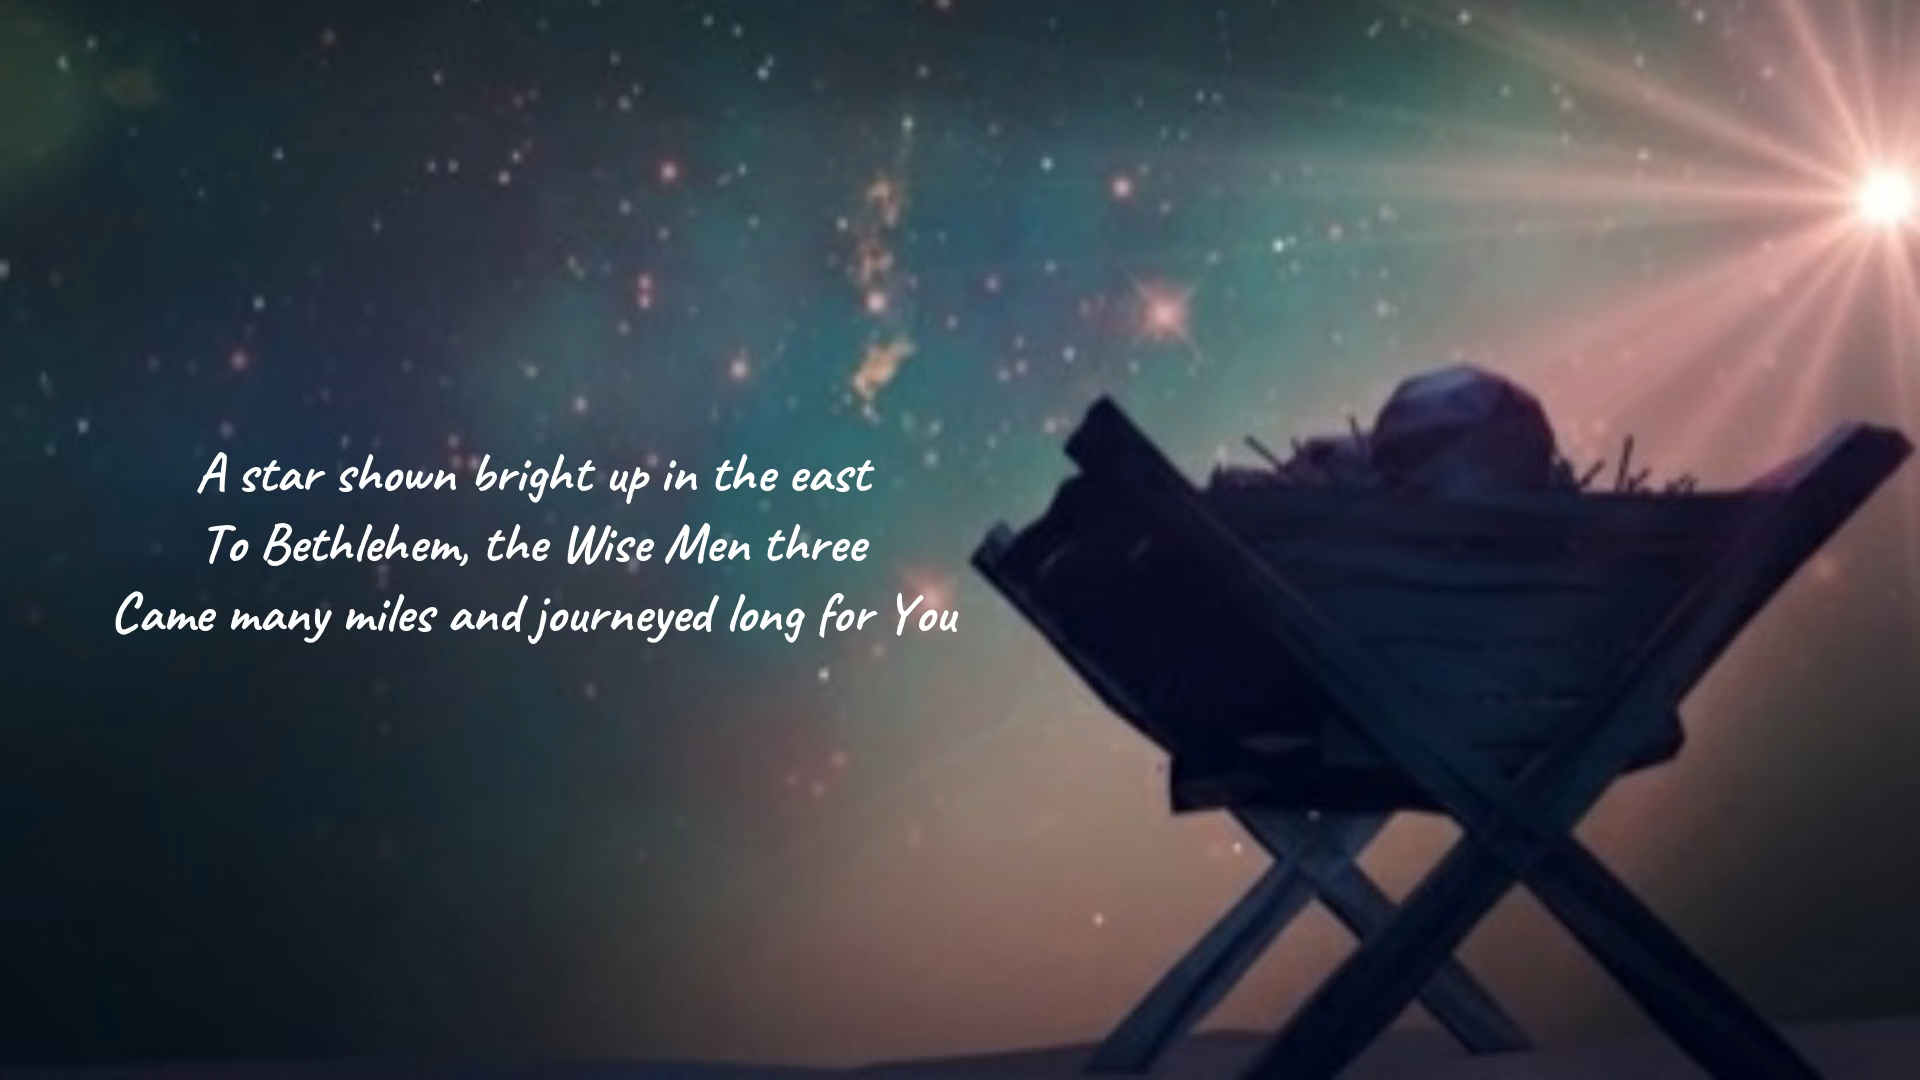 A star shown bright up in the east
To Bethlehem, the Wise Men three
Came many miles and journeyed long for You